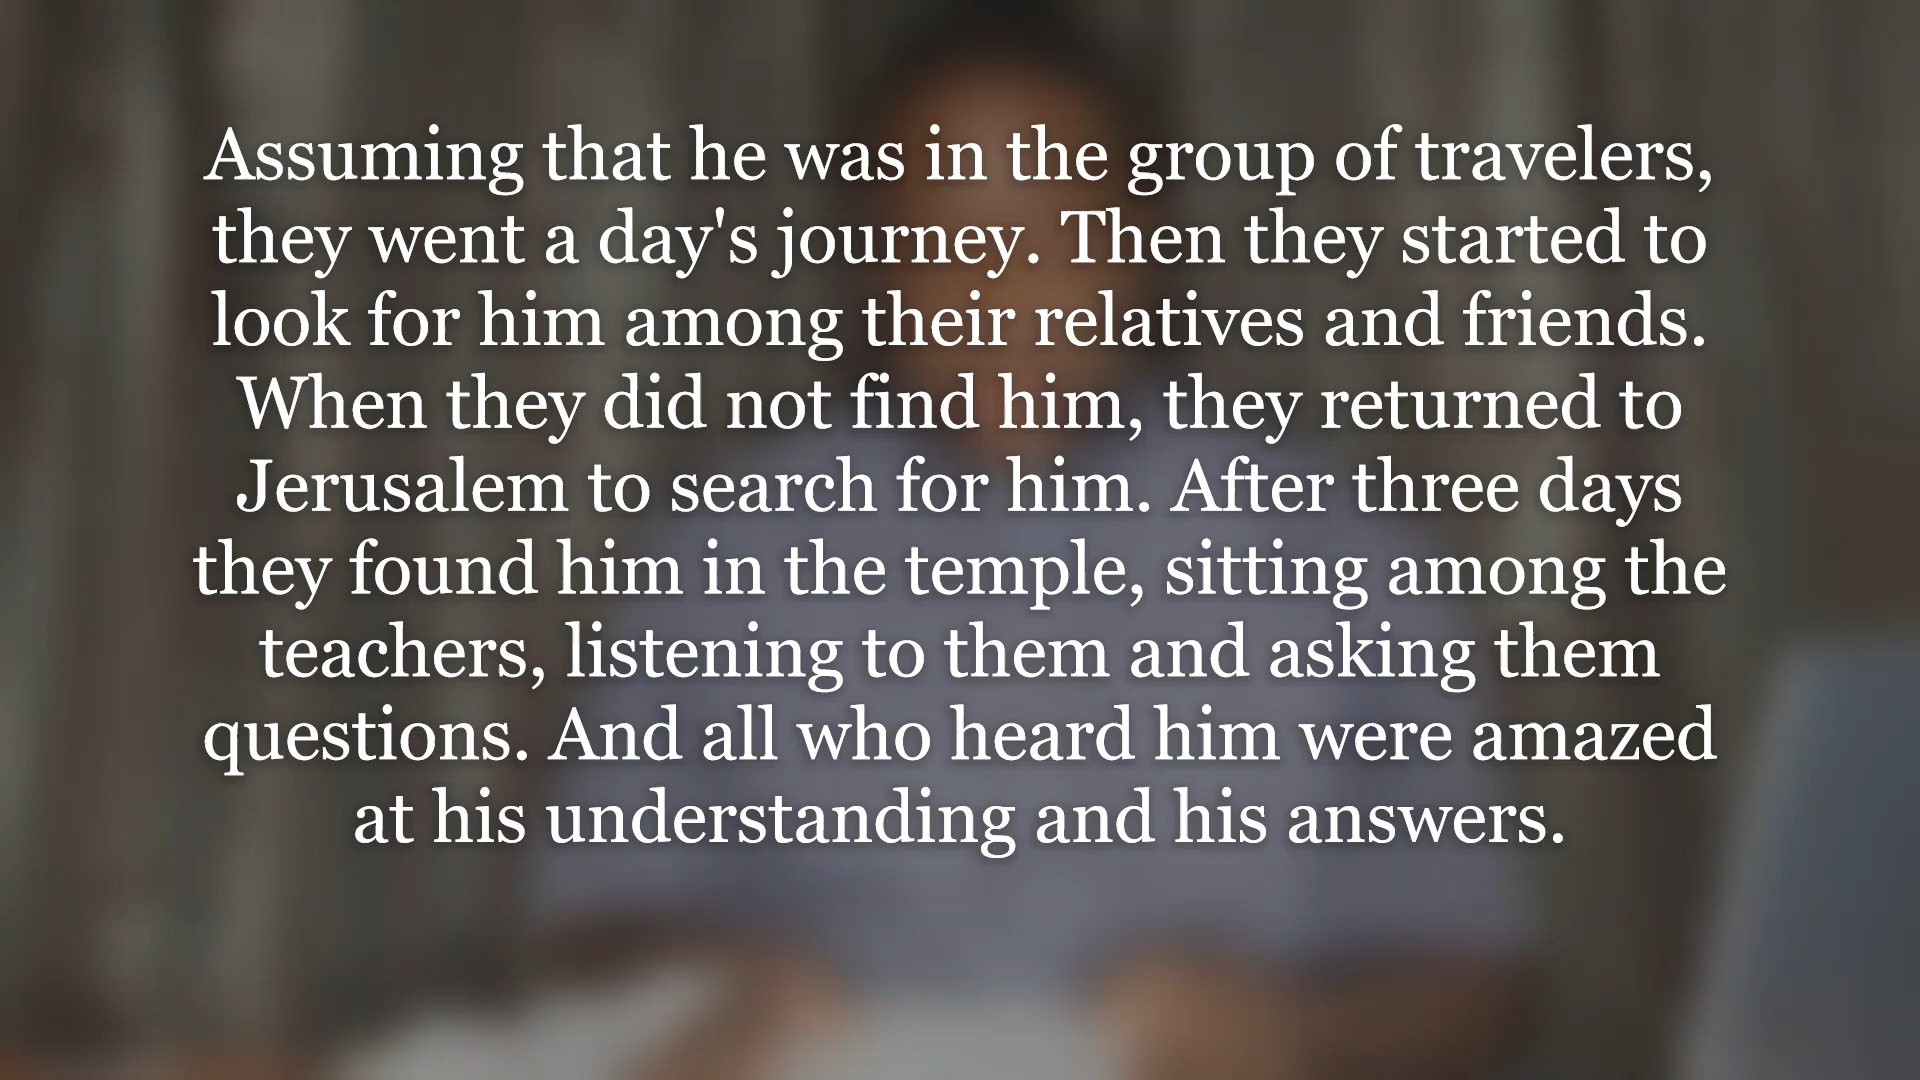 Assuming that he was in the group of travelers,
they went a day's journey. Then they started to
look for him among their relatives and friends.
When they did not find him, they returned to
Jerusalem to search for him. After three days
they found him in the temple, sitting among the
teachers, listening to them and asking them
questions. And all who heard him were amazed
at his understanding and his answers.